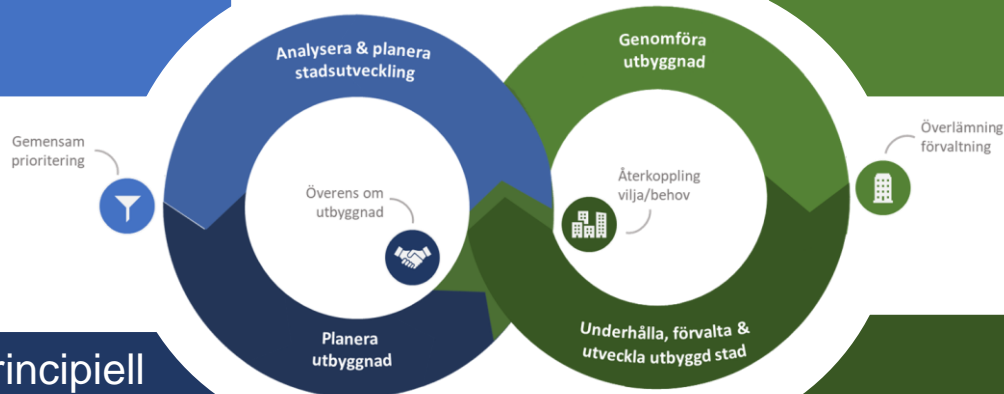 Analysera & planera
stadsutveckling
Genomföra
utbyggnad
Gemensam
prioritering
Överens om
utbyggnad
Återkoppling
vilja/behov
Överlämning
förvaltning
Planera
utbyggnad
Underhålla, förvalta &
utveckla utbyggd stad
rincipiell